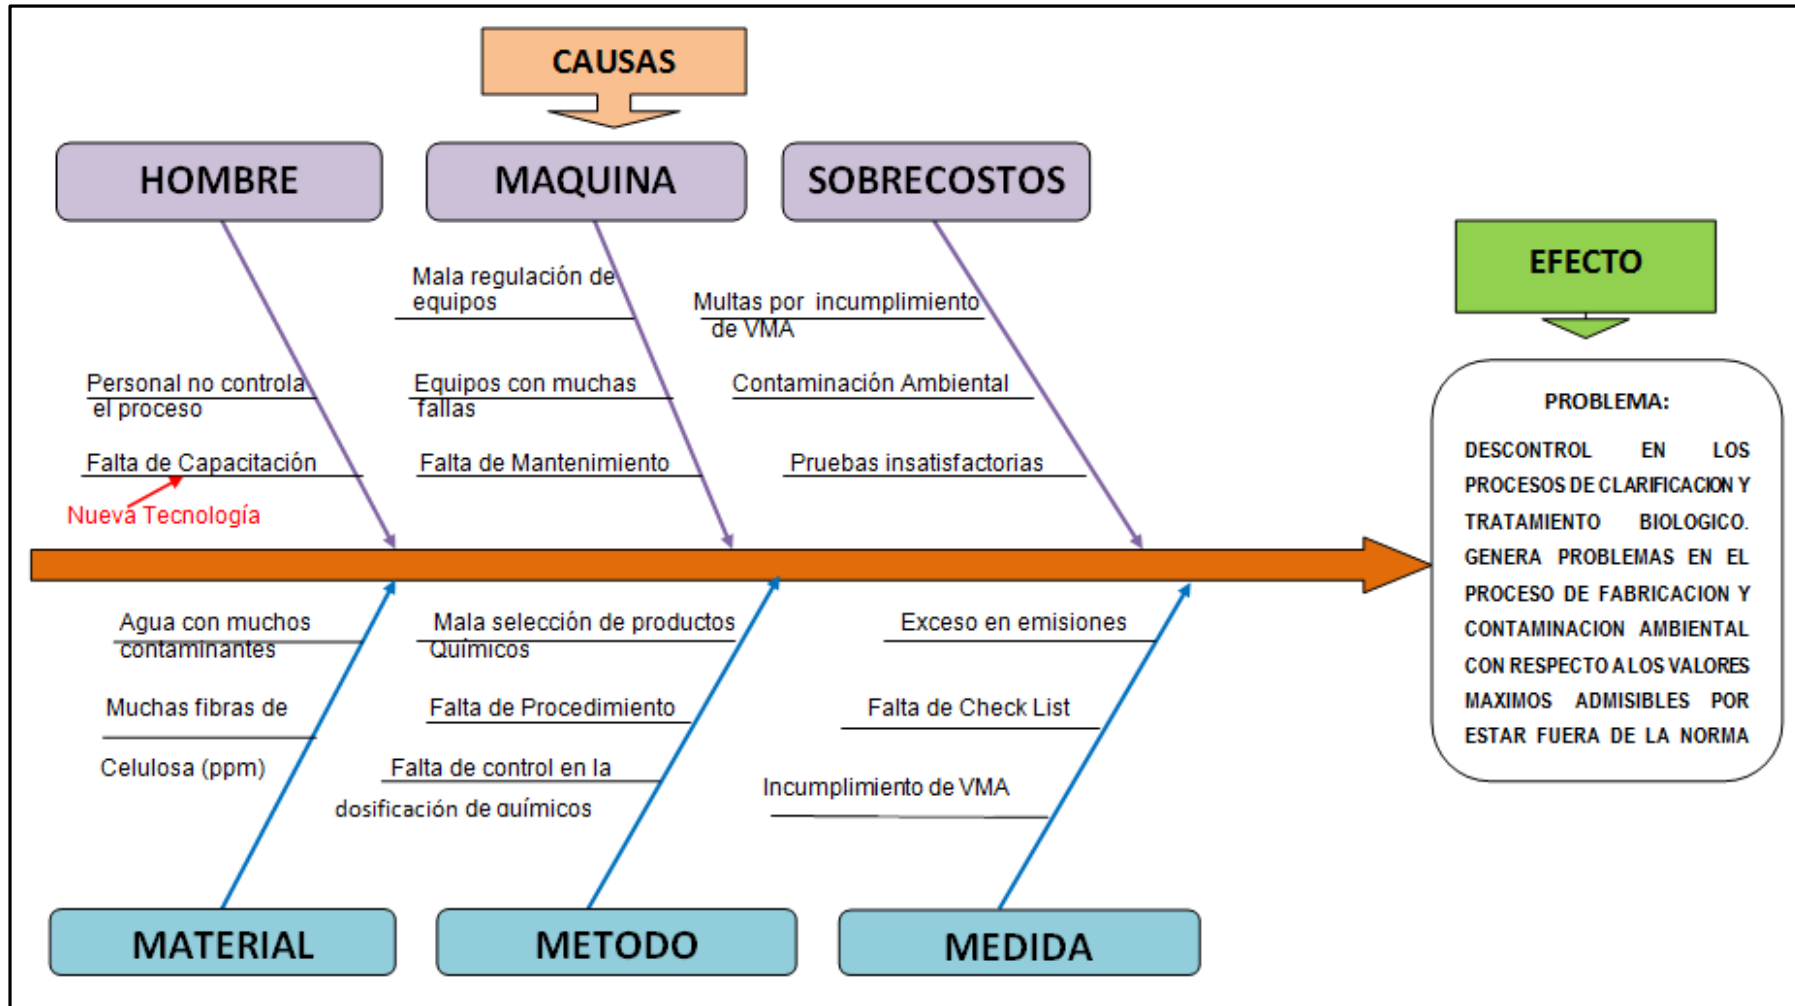 CAUSAS
HOMBRE
MAQUINA
SOBRECOSTOS
Mala regulación de
equipos
Multas por incumplimiento
de VMA
Personal no controla
el proceso
Equipos con muchas
fallas
Contaminación Ambiental
Falta de Capacitación
Falta de Mantenimiento
Pruebas insatisfactorias
Nueva Tecnología
EFECTO
PROBLEMA:
DESCONTROL EN LOS
PROCESOS DE CLARIFICACION Y
TRATAMIENTO BIOLOGICO.
GENERA PROBLEMAS EN EL
PROCESO DE FABRICACION Y
CONTAMINACION AMBIENTAL
CON RESPECTO A LOS VALORES
MAXIMOS ADMISIBLES POR
ESTAR FUERA DE LA NORMA
Agua con muchos
contaminantes
Mala selección de productos
Químicos
Exceso en emisiones
Muchas fibras de
Celulosa (ppm)
Falta de Procedimiento
Falta de Check List
Falta de control en la
dosificación de químicos
Incumplimiento de VMA
MATERIAL
METODO
MEDIDA